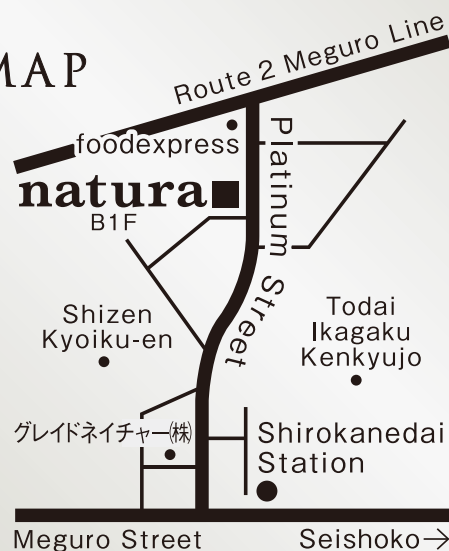 MAP
Route 2 Meguro Line
foodexpress
natura
B1F
Platinum Street
Shizen
Kyoiku-en
Todai
Ikagaku
Kenkyujo
グレイドネイチャー㈱
Shirokanedai
Station
Meguro Street
Seishoko→